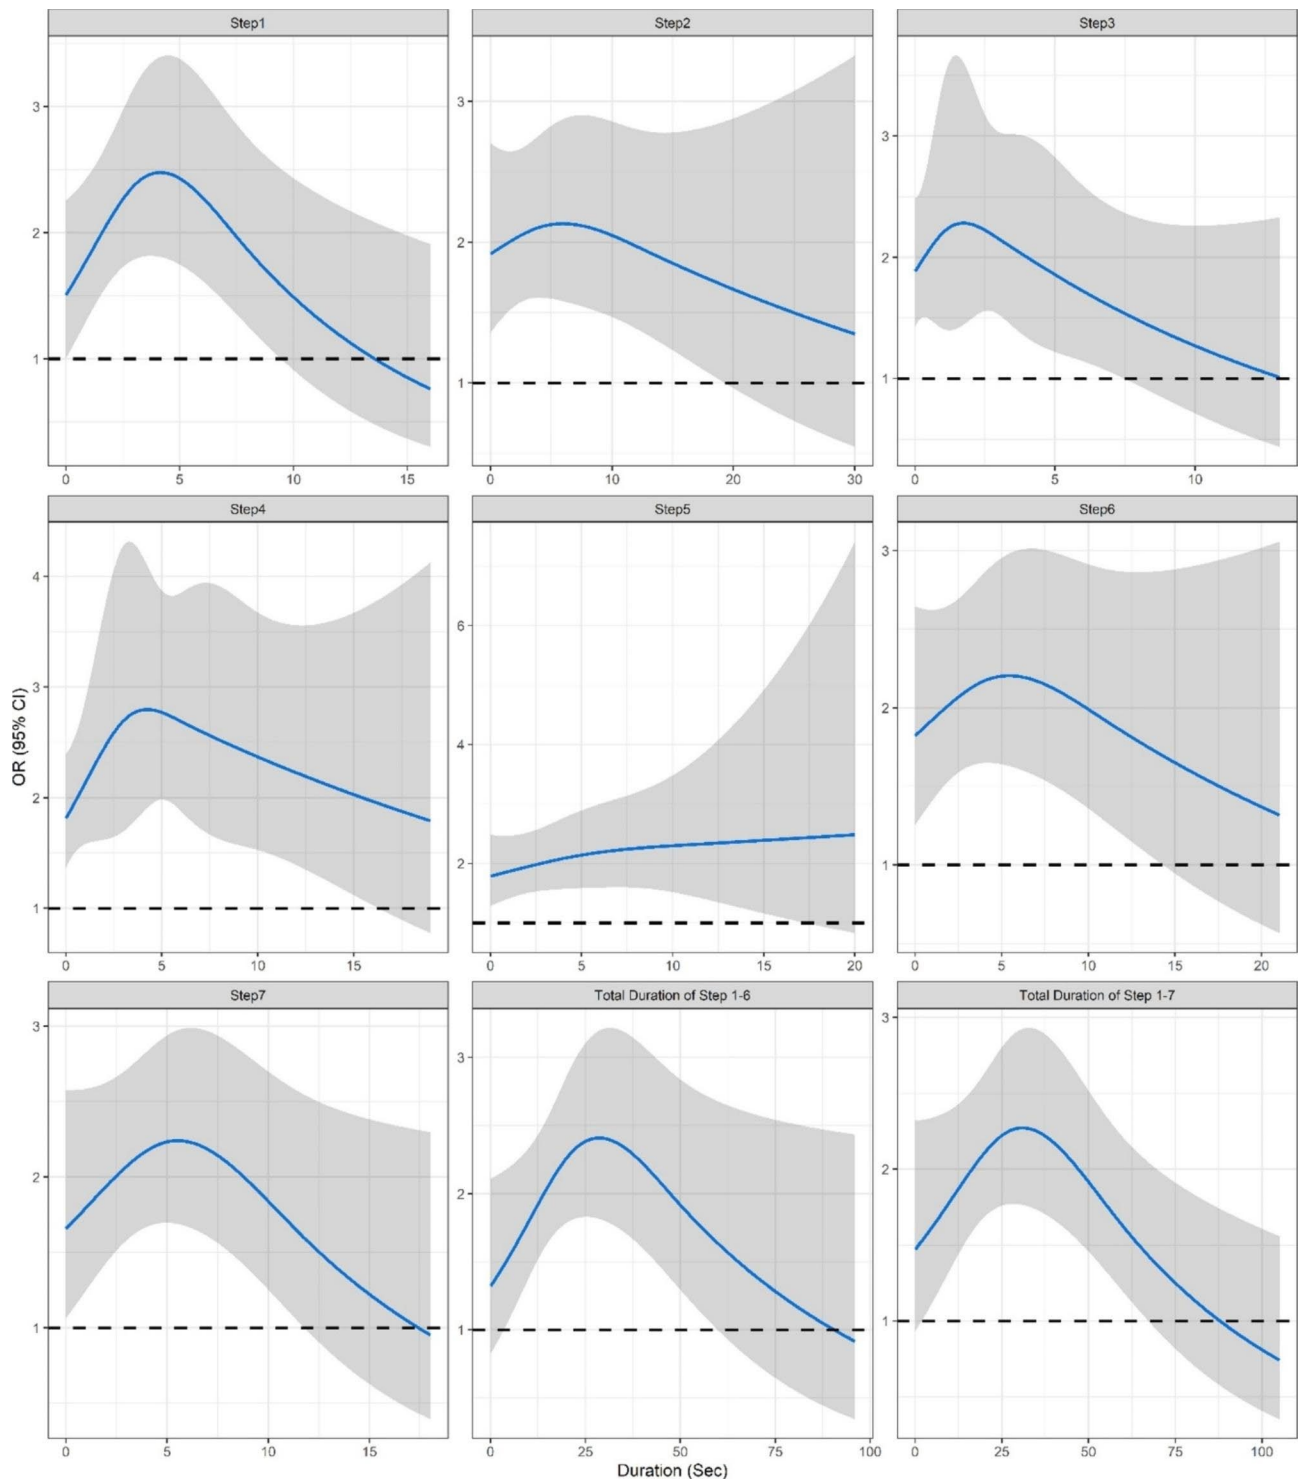 Step1 Step2 Step3
3
2
1
0 5 10 15
3
2
1
0 10 20 30
3
2
1
0 5 10
Step4 Step5 Step6
4
3
2
1
0 5 10 15
6
4
2
0 5 10 15 20
3
2
1
0 5 10 15 20
OR (95% CI)
Step7 Total Duration of Step 1-6 Total Duration of Step 1-7
3
2
1
0 5 10 15
3
2
1
0 25 50 75 100
3
2
1
0 25 50 75 100
Duration (Sec)